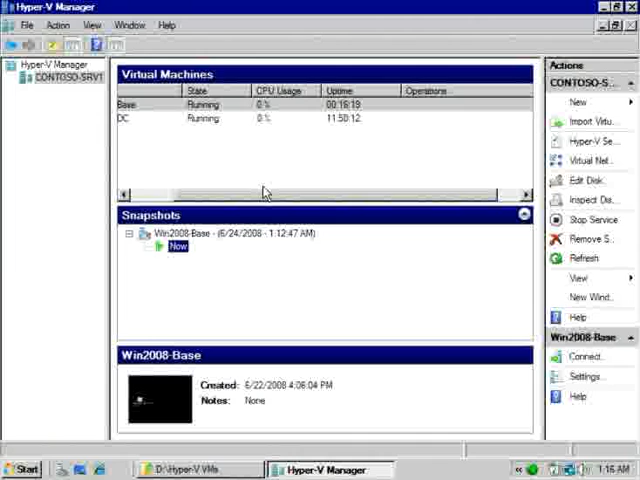 Hyper-V Manager
File Action View Window Help
Hyper-V Manager
CONTOSO-SRV1
Virtual Machines
State CPU Usage Uptime Operations
Base Running 0 % 00:16:19
DC Running 0 % 11:50:12
Snapshots
Win2008-Base - (6/24/2008 - 1:12:47 AM)
Now
Win2008-Base
Created: 6/22/2008 4:06:04 PM
Notes: None
Actions
CONTOSO-S...
New
Import Virtu...
Hyper-V Se...
Virtual Net...
Edit Disk...
Inspect Dis...
Stop Service
Remove S...
Refresh
View
New Wind...
Help
Win2008-Base
Connect...
Settings...
Help
Start D:\Hyper-V VMs Hyper-V Manager « 1:16 AM